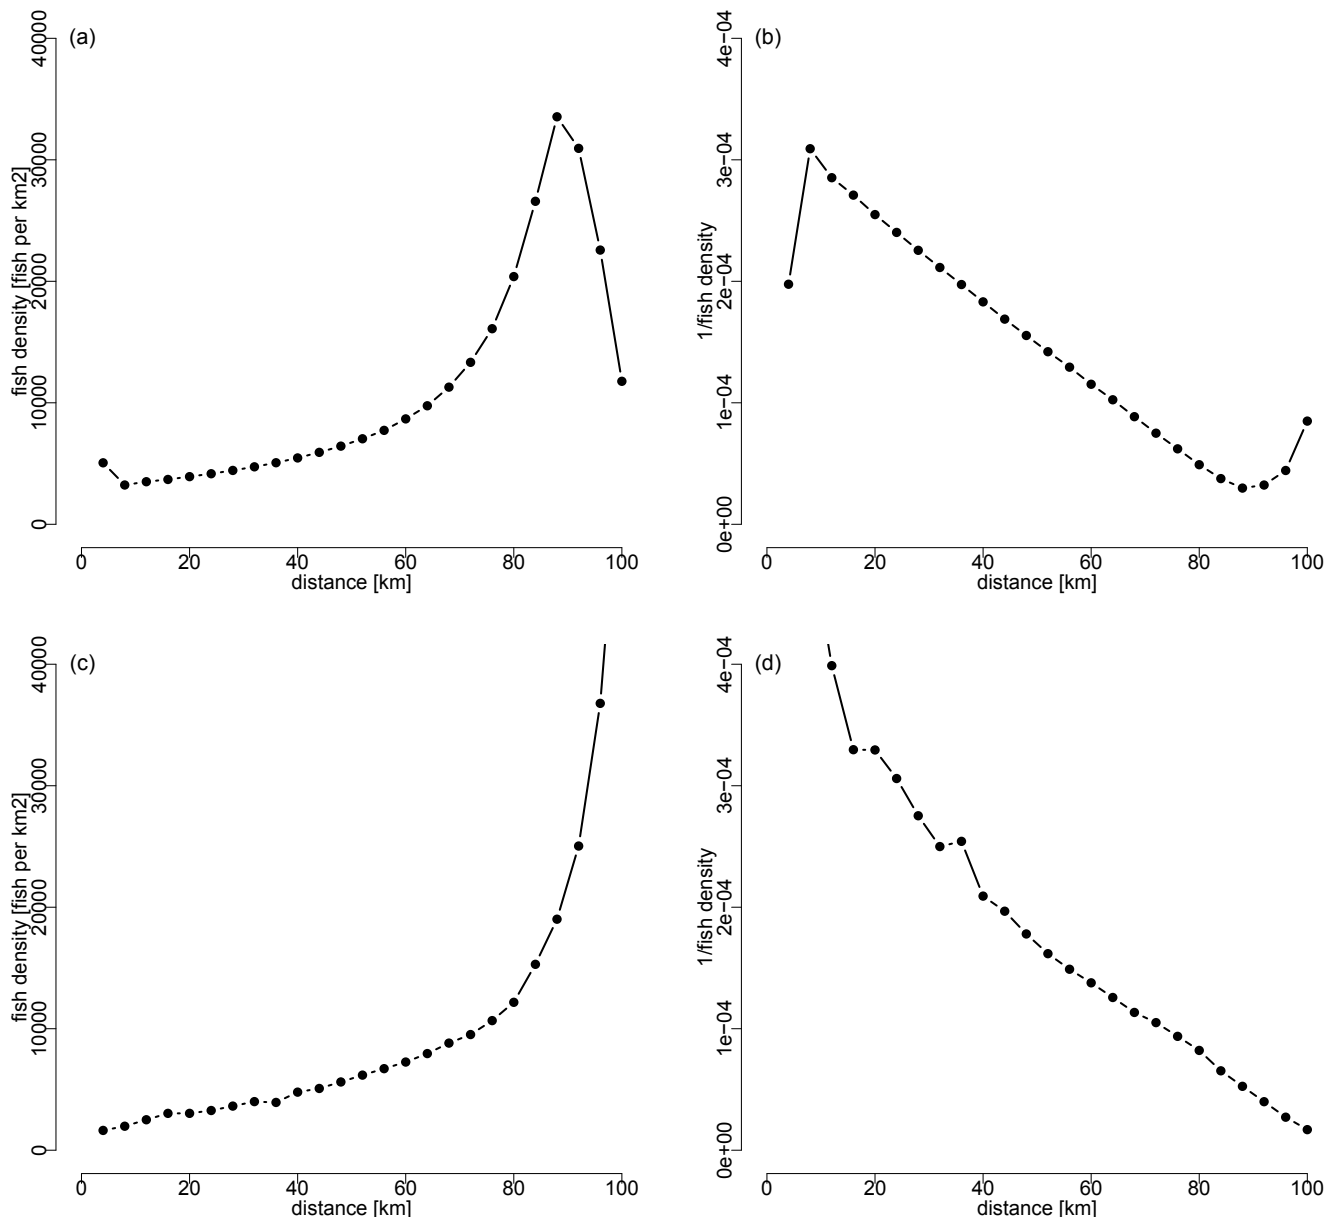 (a)
40000
30000
20000
10000
0
fish density [fish per km2]
0 20 40 60 80 100
distance [km]
(b)
4e−04
3e−04
2e−04
1e−04
0e+00
1/fish density
0 20 40 60 80 100
distance [km]
(c)
40000
30000
20000
10000
0
fish density [fish per km2]
0 20 40 60 80 100
distance [km]
(d)
4e−04
3e−04
2e−04
1e−04
0e+00
1/fish density
0 20 40 60 80 100
distance [km]